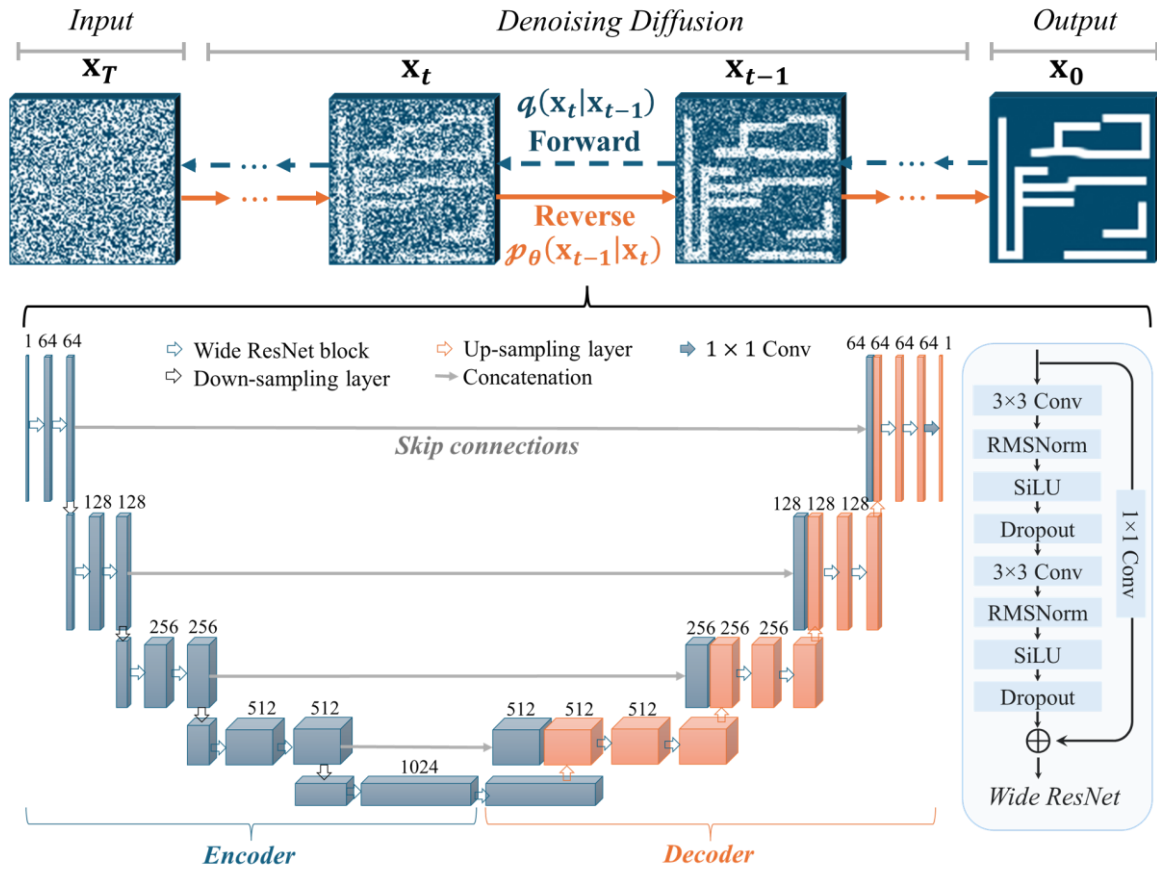 Input
Denoising Diffusion
Output
x_T
x_t
x_{t-1}
x_0
q(x_t|x_{t-1})
Forward
...
...
...
...
Reverse
p_θ(x_{t-1}|x_t)
1 64 64
Wide ResNet block
Up-sampling layer
1 × 1 Conv
Down-sampling layer
Concatenation
64 64 64 64 1
Skip connections
128 128
128 128 128
256 256
256 256 256
512 512
512 512 512
1024
Encoder
Decoder
3×3 Conv
RMSNorm
SiLU
Dropout
3×3 Conv
RMSNorm
SiLU
Dropout
1×1 Conv
Wide ResNet